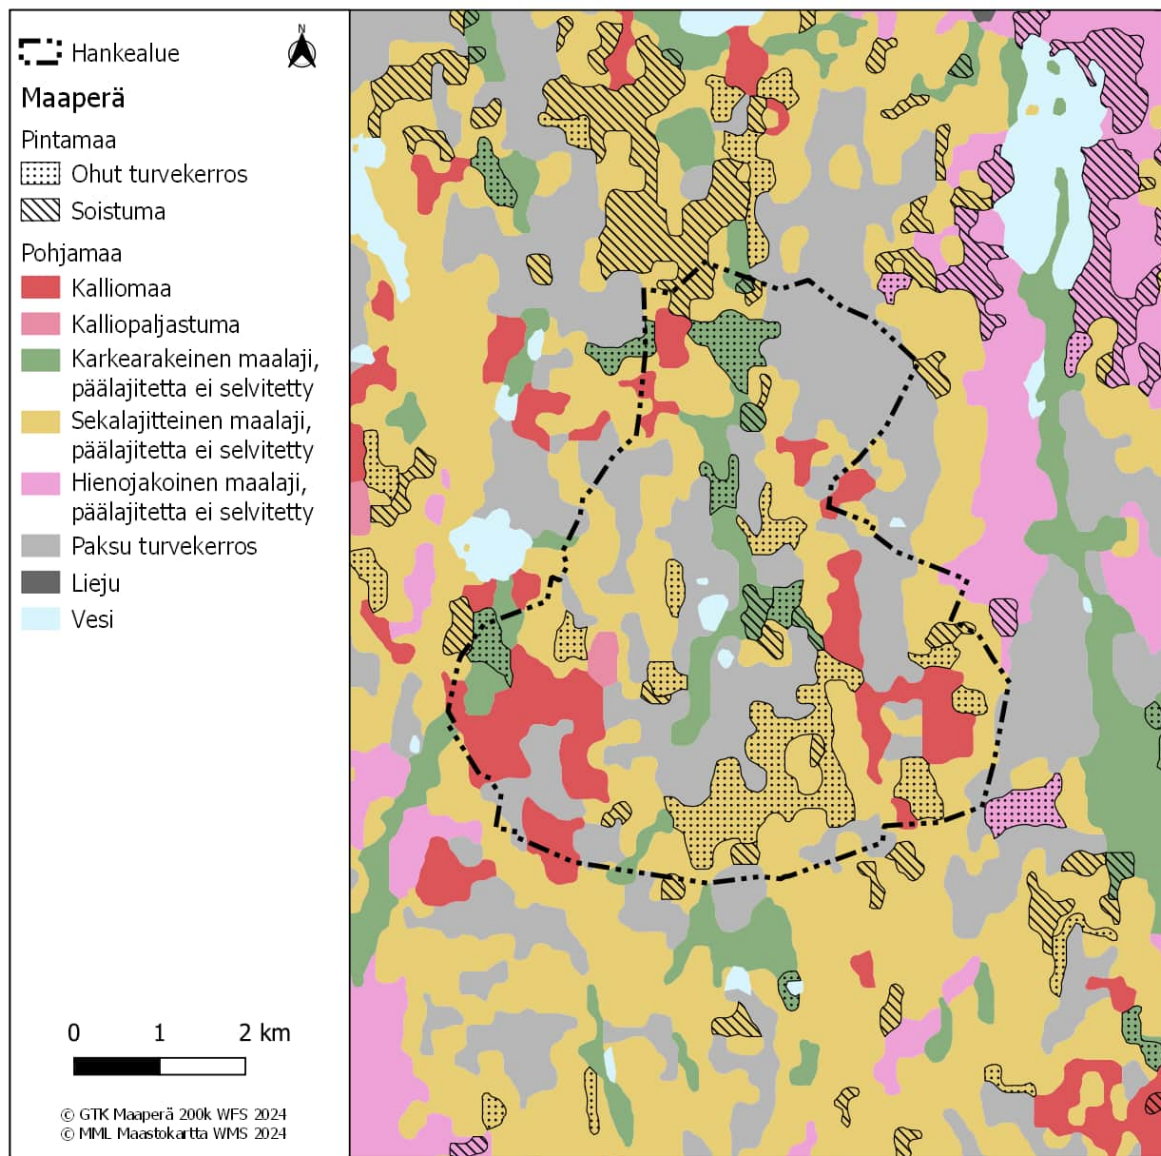 N
Hankealue
Maaperä
Pintamaa
Ohut turvekerros
Soistuma
Pohjamaa
Kalliomaa
Kalliopaljastuma
Karkearakeinen maalaji,
päälajitetta ei selvitetty
Sekalajitteinen maalaji,
päälajitetta ei selvitetty
Hienojakoinen maalaji,
päälajitetta ei selvitetty
Paksu turvekerros
Lieju
Vesi
0 1 2 km
© GTK Maaperä 200k WFS 2024
© MML Maastokartta WMS 2024